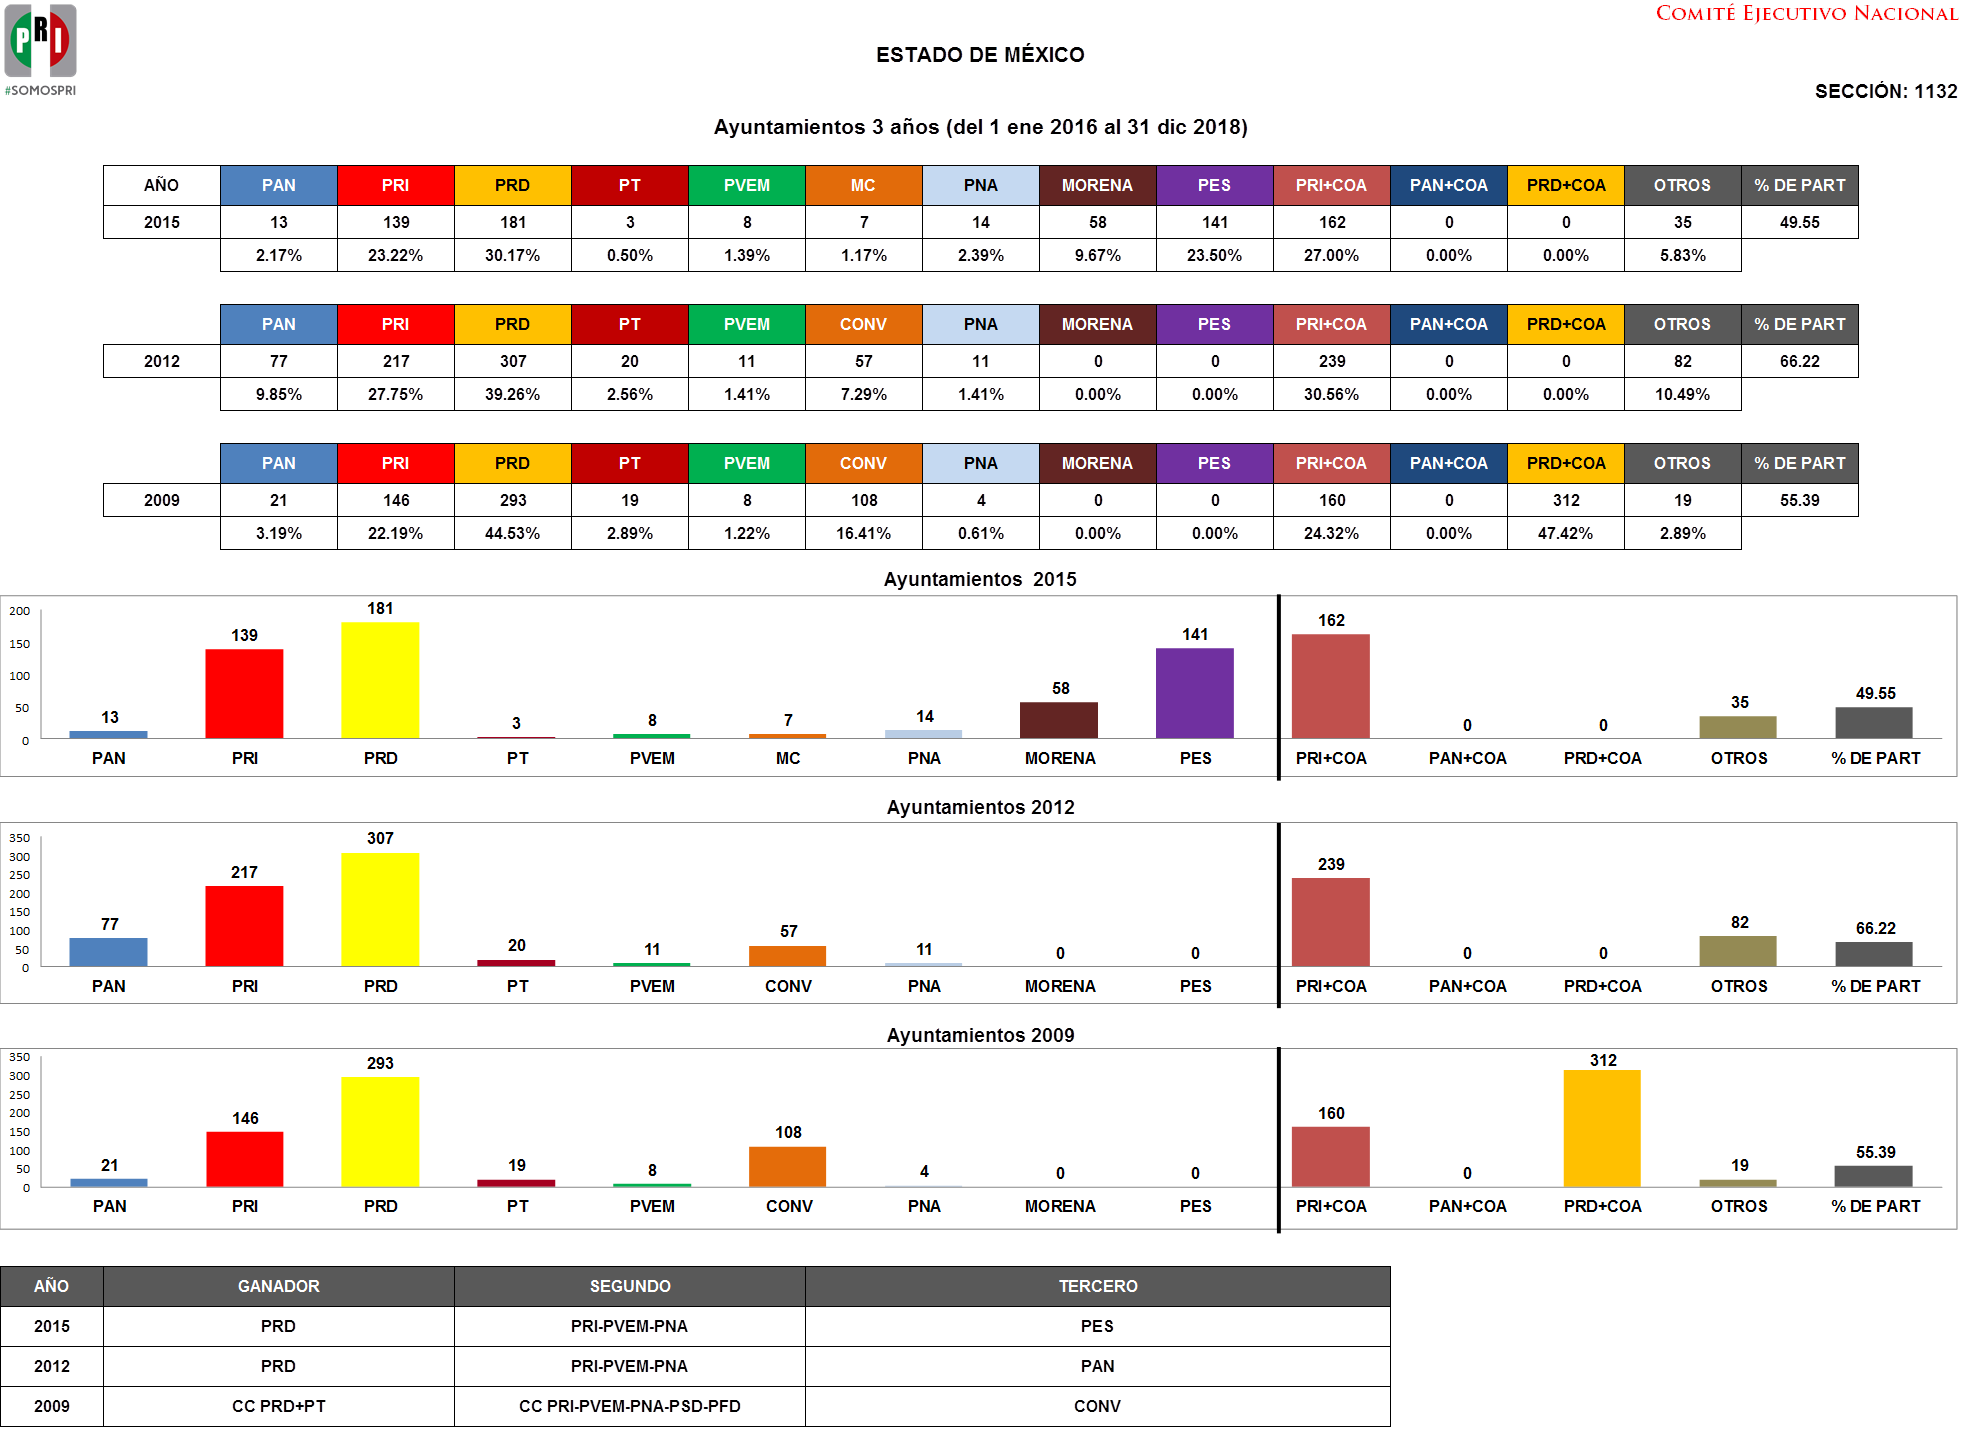 PRI
#SOMOSPRI
COMITÉ EJECUTIVO NACIONAL
ESTADO DE MÉXICO
SECCIÓN: 1132
Ayuntamientos 3 años (del 1 ene 2016 al 31 dic 2018)
AÑO PAN PRI PRD PT PVEM MC PNA MORENA PES PRI+COA PAN+COA PRD+COA OTROS % DE PART
2015 13 139 181 3 8 7 14 58 141 162 0 0 35 49.55
2.17% 23.22% 30.17% 0.50% 1.39% 1.17% 2.39% 9.67% 23.50% 27.00% 0.00% 0.00% 5.83%
PAN PRI PRD PT PVEM CONV PNA MORENA PES PRI+COA PAN+COA PRD+COA OTROS % DE PART
2012 77 217 307 20 11 57 11 0 0 239 0 0 82 66.22
9.85% 27.75% 39.26% 2.56% 1.41% 7.29% 1.41% 0.00% 0.00% 30.56% 0.00% 0.00% 10.49%
PAN PRI PRD PT PVEM CONV PNA MORENA PES PRI+COA PAN+COA PRD+COA OTROS % DE PART
2009 21 146 293 19 8 108 4 0 0 160 0 312 19 55.39
3.19% 22.19% 44.53% 2.89% 1.22% 16.41% 0.61% 0.00% 0.00% 24.32% 0.00% 47.42% 2.89%
Ayuntamientos 2015
200
150
100
50
0
13 139 181 3 8 7 14 58 141 162 0 0 35 49.55
PAN PRI PRD PT PVEM MC PNA MORENA PES PRI+COA PAN+COA PRD+COA OTROS % DE PART
Ayuntamientos 2012
350
300
250
200
150
100
50
0
77 217 307 20 11 57 11 0 0 239 0 0 82 66.22
PAN PRI PRD PT PVEM CONV PNA MORENA PES PRI+COA PAN+COA PRD+COA OTROS % DE PART
Ayuntamientos 2009
350
300
250
200
150
100
50
0
21 146 293 19 8 108 4 0 0 160 0 312 19 55.39
PAN PRI PRD PT PVEM CONV PNA MORENA PES PRI+COA PAN+COA PRD+COA OTROS % DE PART
AÑO GANADOR SEGUNDO TERCERO
2015 PRD PRI-PVEM-PNA PES
2012 PRD PRI-PVEM-PNA PAN
2009 CC PRD+PT CC PRI-PVEM-PNA-PSD-PFD CONV